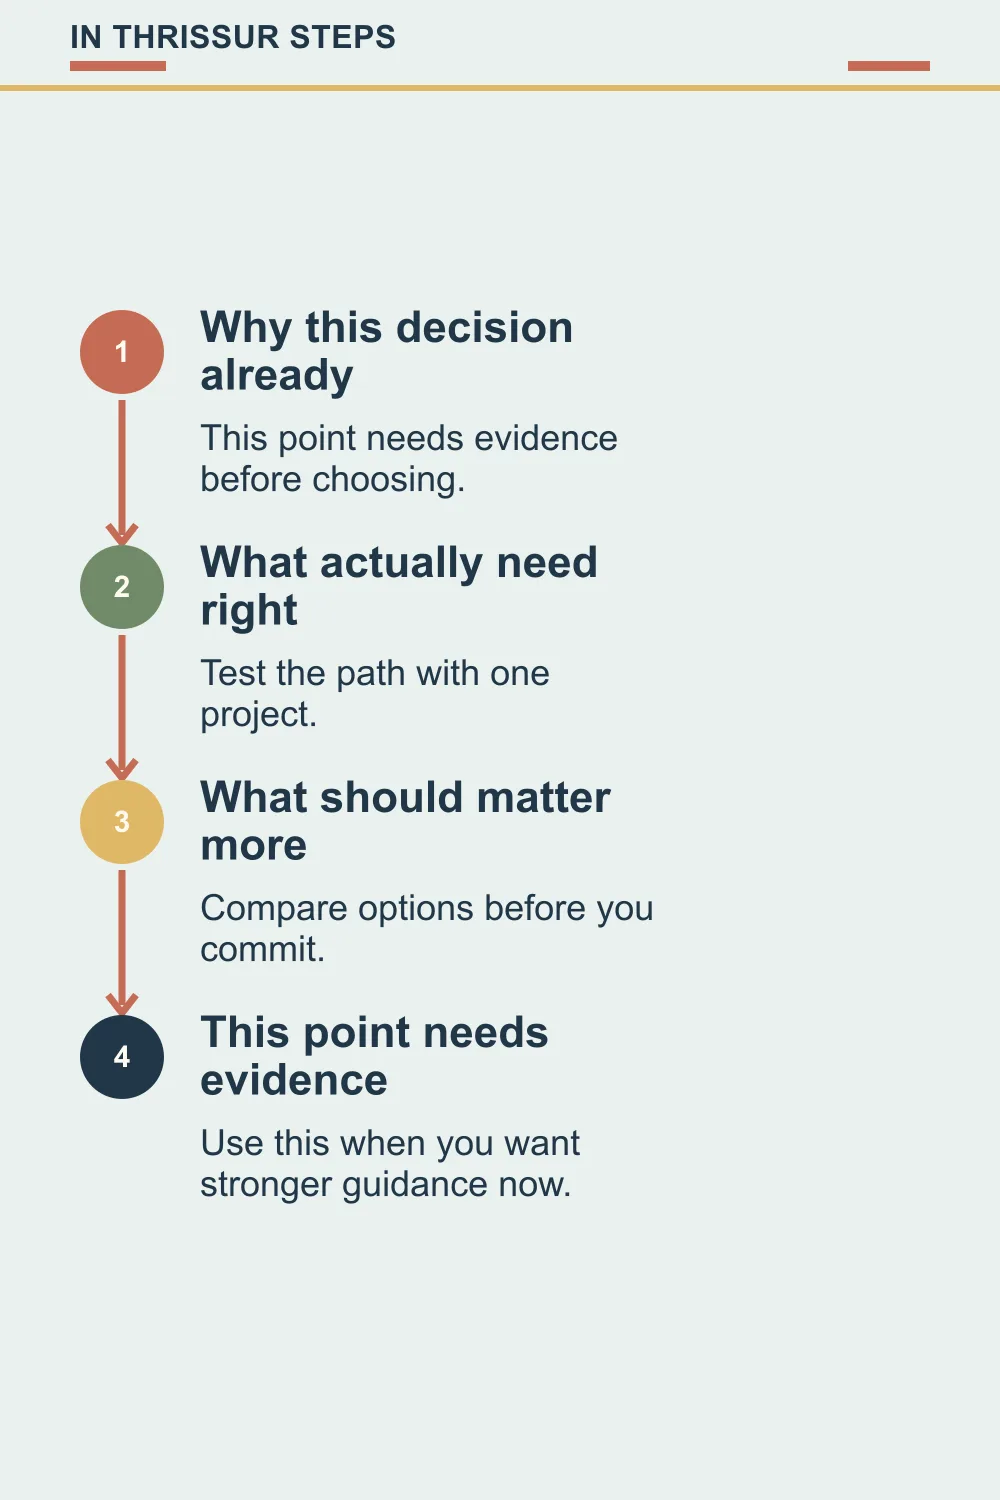 IN THRISSUR STEPS
1
Why this decision
already
This point needs evidence
before choosing.
2
What actually need
right
Test the path with one
project.
3
What should matter
more
Compare options before you
commit.
4
This point needs
evidence
Use this when you want
stronger guidance now.